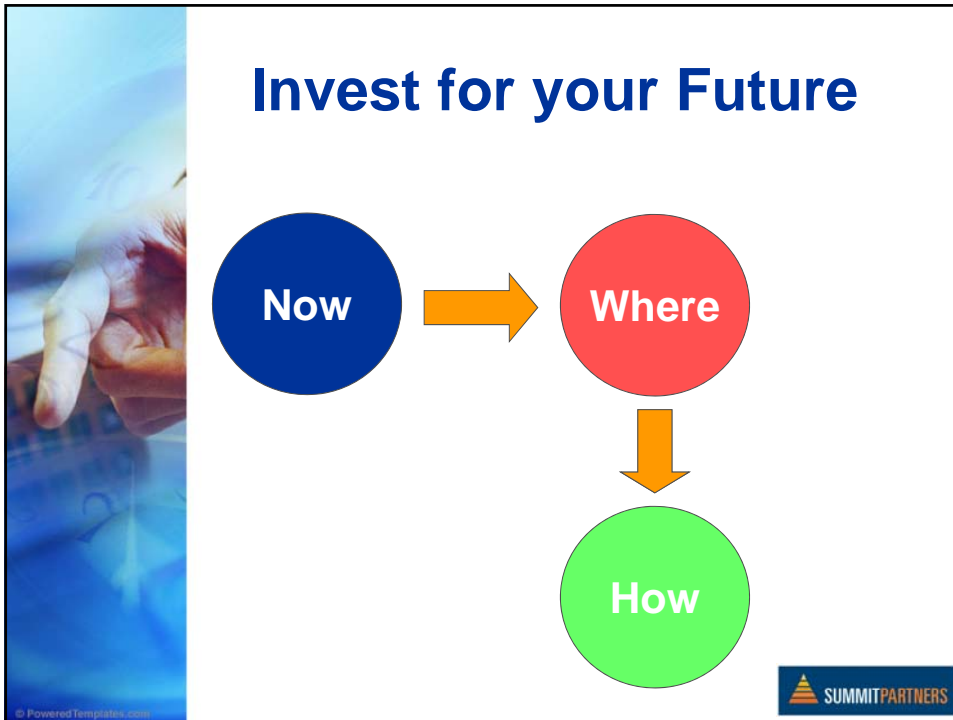 Invest for your Future
Now
Where
How
SUMMITPARTNERS
© PoweredTemplates.com